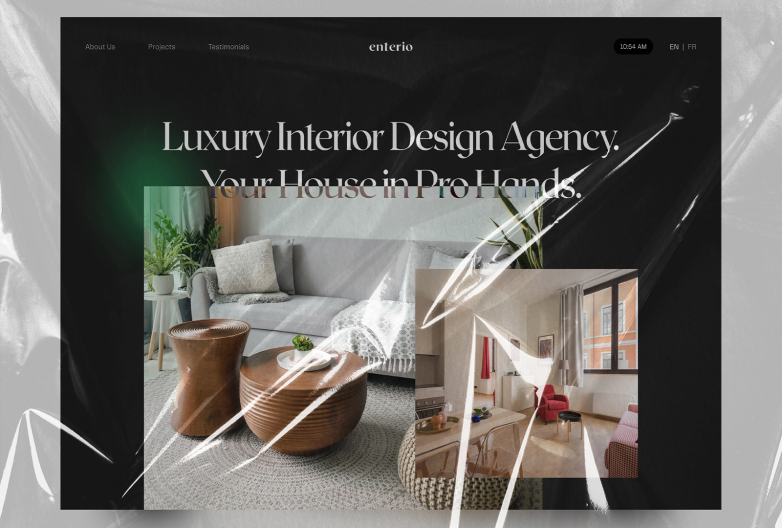 About Us
Projects
Testimonials
enterio
10:54 AM
EN | FR
Luxury Interior Design Agency.
Your House in Pro Hands.